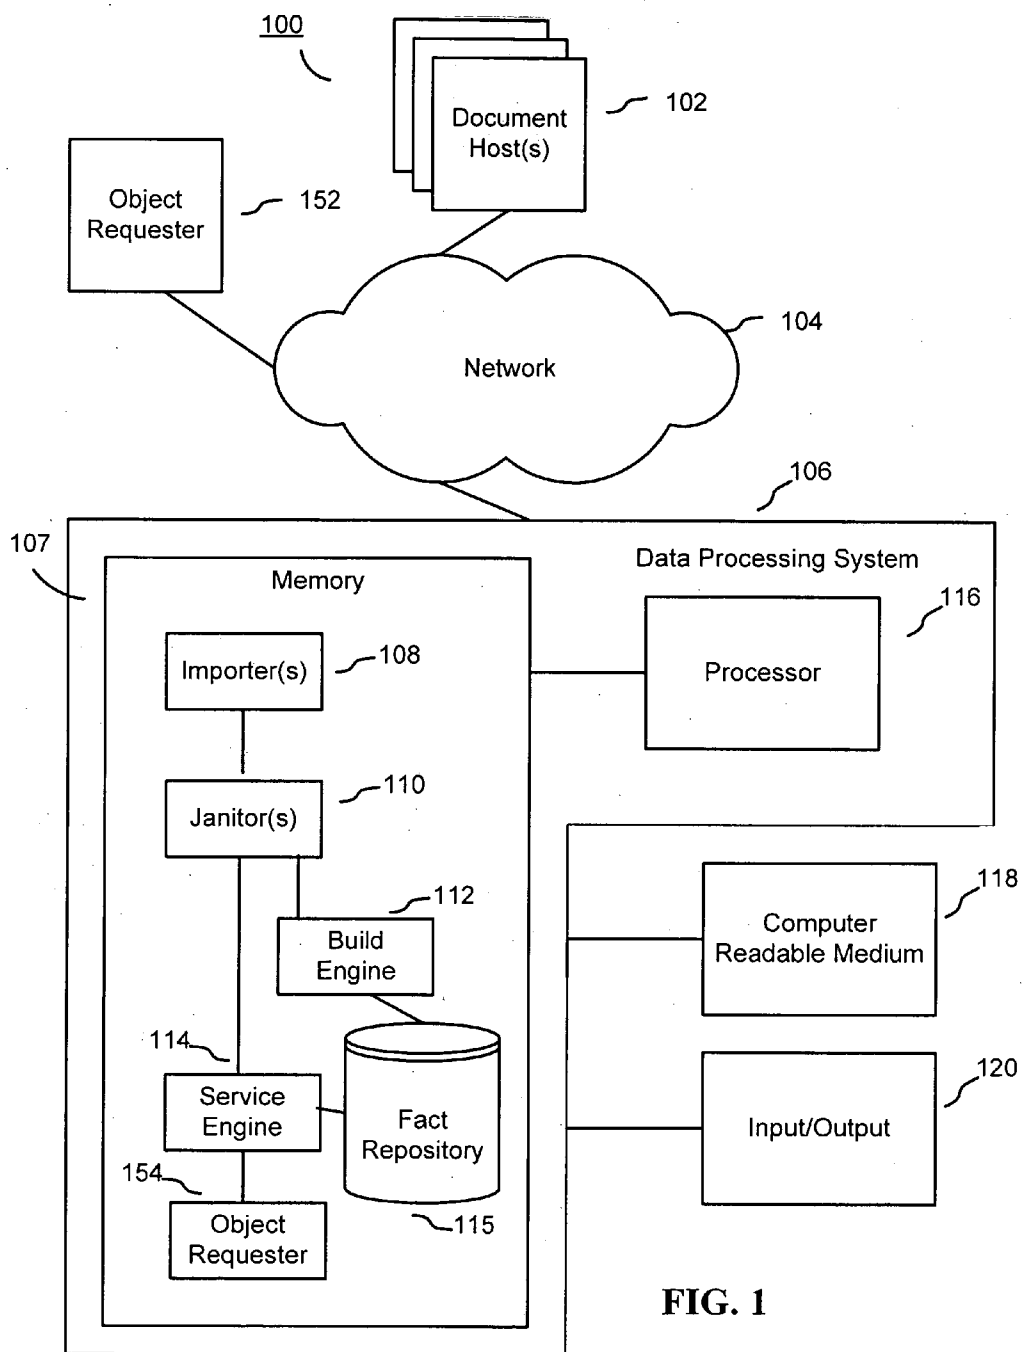 100
Document
Host(s)
102
Object
Requester
152
104
Network
106
107
Data Processing System
Memory
116
Importer(s)
108
Processor
Janitor(s)
110
112
Build
Engine
118
Computer
Readable Medium
114
Service
Engine
Fact
Repository
120
Input/Output
154
115
Object
Requester
FIG. 1